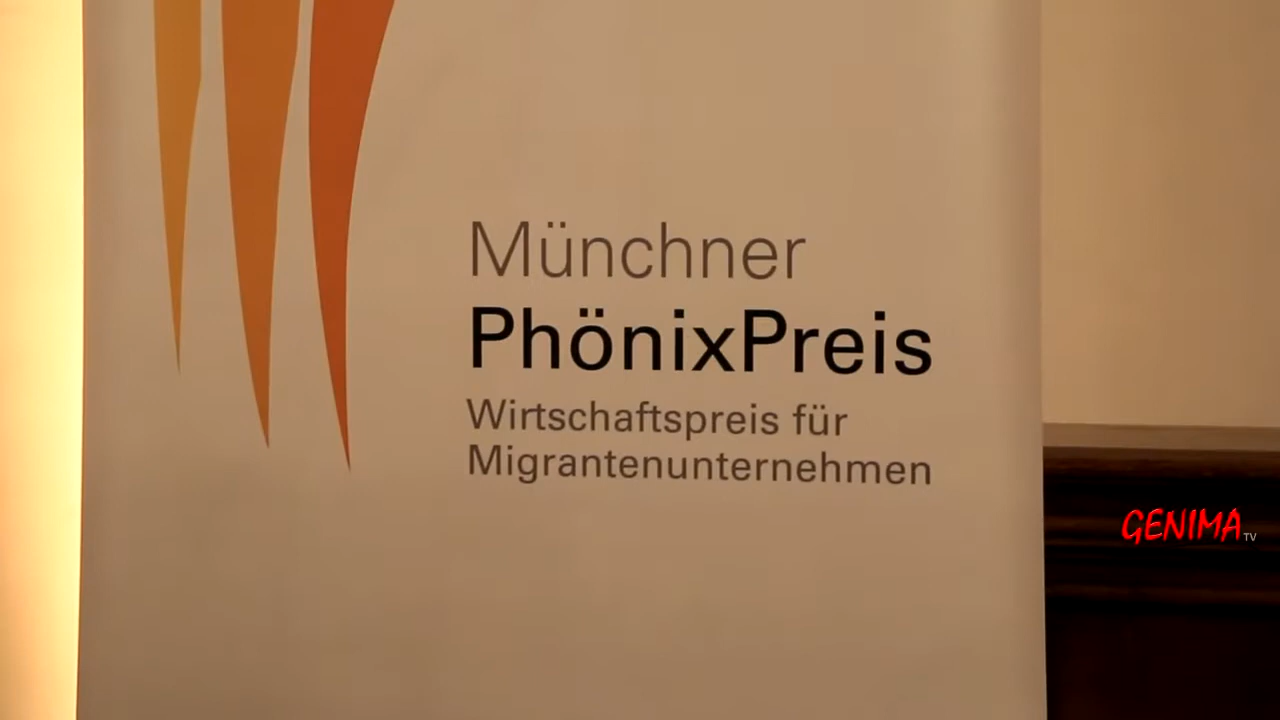 Münchner
PhönixPreis
Wirtschaftspreis für
Migrantenunternehmen
GENIMA TV